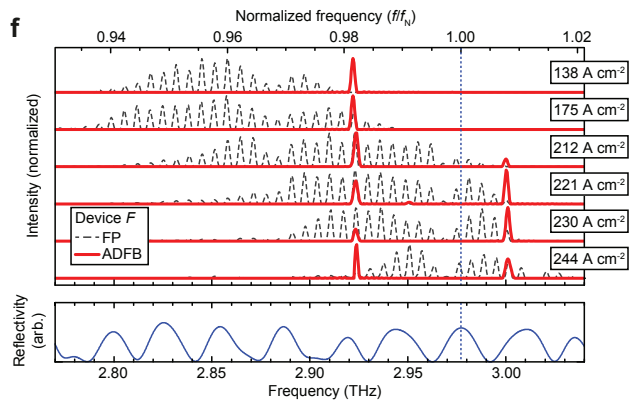 f
Normalized frequency (f/fN)
0.94 0.96 0.98 1.00 1.02
Intensity (normalized)
138 A cm-2
175 A cm-2
212 A cm-2
221 A cm-2
230 A cm-2
244 A cm-2
Device F
FP
ADFB
Reflectivity
(arb.)
2.80 2.85 2.90 2.95 3.00
Frequency (THz)